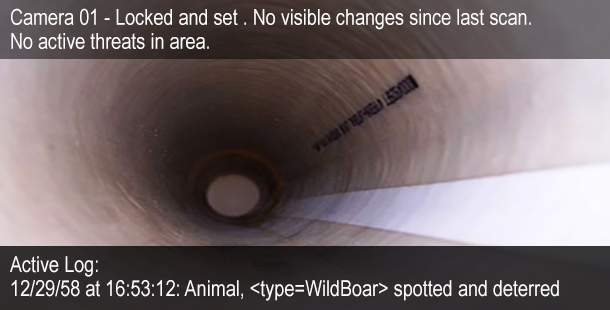 Camera 01 - Locked and set . No visible changes since last scan.
No active threats in area.
Active Log:
12/29/58 at 16:53:12: Animal, <type=WildBoar> spotted and deterred